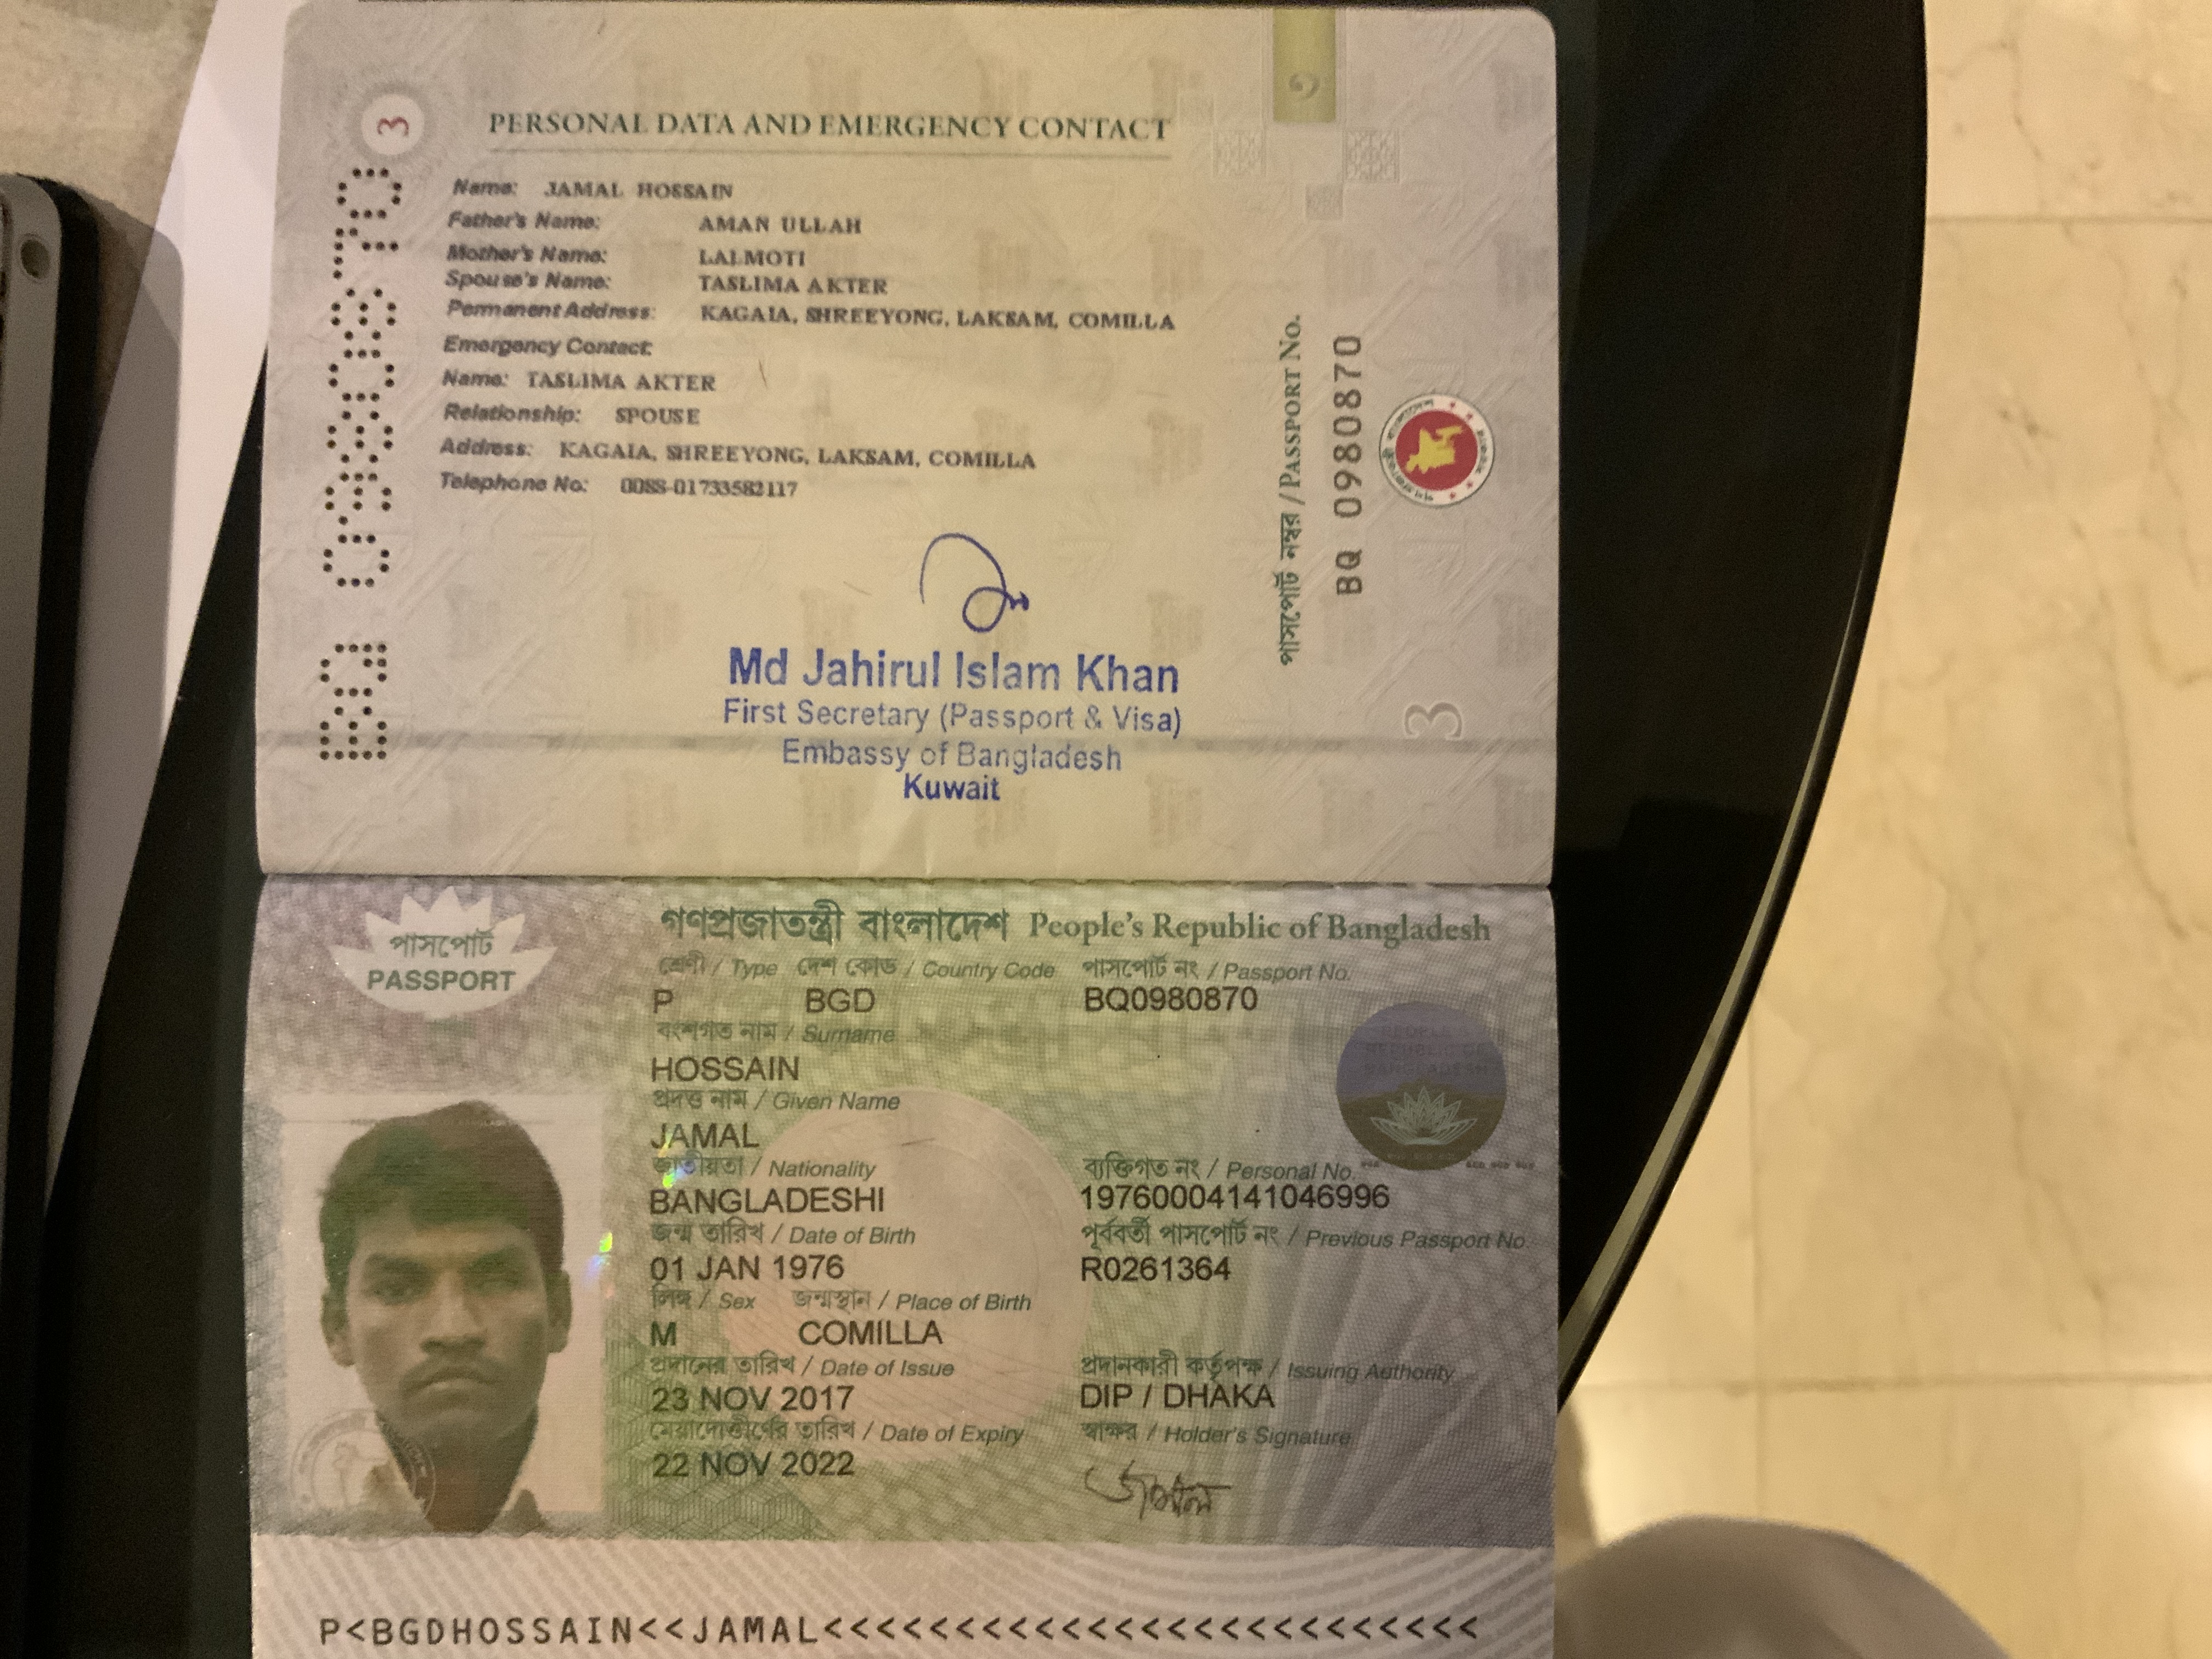 3
PERSONAL DATA AND EMERGENCY CONTACT
Name: JAMAL HOSSAIN
Father's Name: AMAN ULLAH
Mother's Name: LALMOTI
Spouse's Name: TASLIMA AKTER
Permanent Address: KAGAIA, SHREEYONG, LAKSAM, COMILLA
Emergency Contact:
Name: TASLIMA AKTER
Relationship: SPOUSE
Address: KAGAIA, SHREEYONG, LAKSAM, COMILLA
Telephone No: 0088-01733582117
Md Jahirul Islam Khan
First Secretary (Passport & Visa)
Embassy of Bangladesh
Kuwait
পাসপোর্ট নম্বর / PASSPORT No.
BQ 0980870
3
BQ 0980870
পাসপোর্ট
PASSPORT
গণপ্রজাতন্ত্রী বাংলাদেশ People's Republic of Bangladesh
শ্রেণী / Type দেশ কোড / Country Code পাসপোর্ট নং / Passport No.
P BGD BQ0980870
বংশগত নাম / Surname
HOSSAIN
প্রদত্ত নাম / Given Name
JAMAL
জাতীয়তা / Nationality ব্যক্তিগত নং / Personal No.
BANGLADESHI 19760004141046996
জন্ম তারিখ / Date of Birth পূর্ববর্তী পাসপোর্ট নং / Previous Passport No.
01 JAN 1976 R0261364
লিঙ্গ / Sex জন্মস্থান / Place of Birth
M COMILLA
প্রদানের তারিখ / Date of Issue প্রদানকারী কর্তৃপক্ষ / Issuing Authority
23 NOV 2017 DIP / DHAKA
মেয়াদোত্তীর্ণের তারিখ / Date of Expiry স্বাক্ষর / Holder's Signature
22 NOV 2022
জামাল
P<BGDHOSSAIN<<JAMAL<<<<<<<<<<<<<<<<<<<<<<<<<